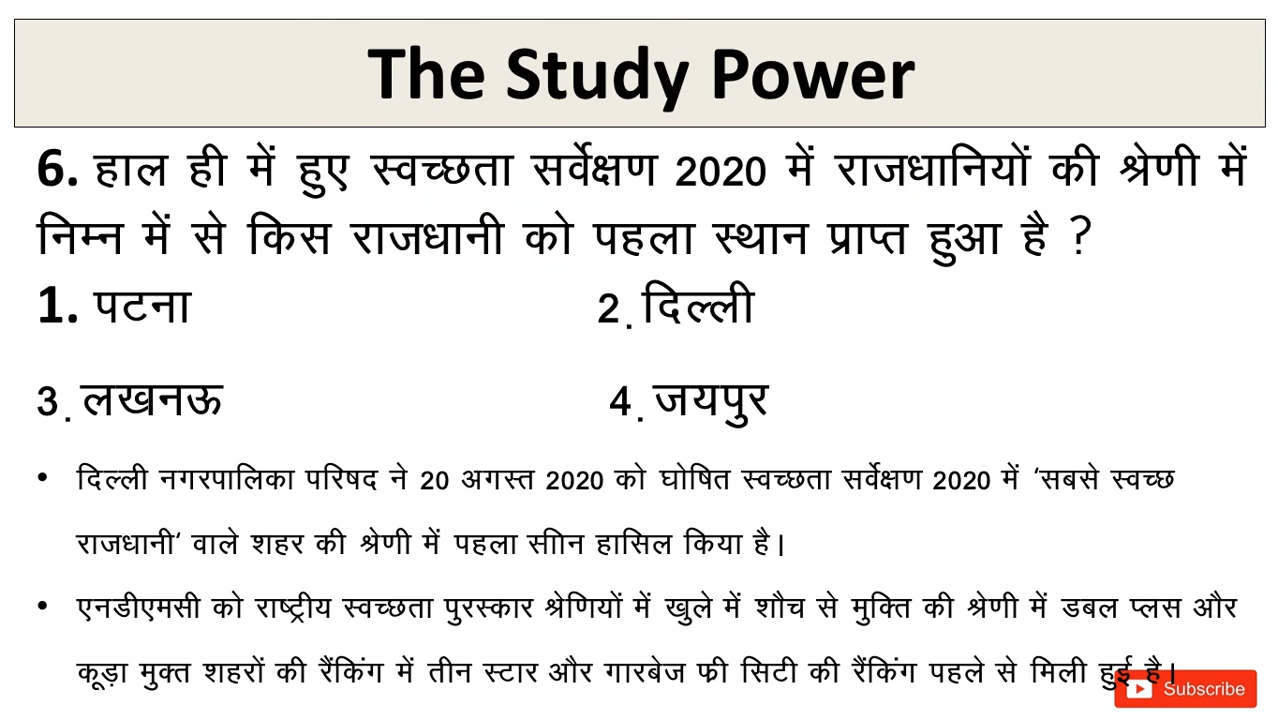 The Study Power
6. हाल ही में हुए स्वच्छता सर्वेक्षण 2020 में राजधानियों की श्रेणी में
निम्न में से किस राजधानी को पहला स्थान प्राप्त हुआ है ?
1. पटना 2. दिल्ली
3. लखनऊ 4. जयपुर
• दिल्ली नगरपालिका परिषद ने 20 अगस्त 2020 को घोषित स्वच्छता सर्वेक्षण 2020 में ‘सबसे स्वच्छ
राजधानी‘ वाले शहर की श्रेणी में पहला सीान हासिल किया है।
• एनडीएमसी को राष्ट्रीय स्वच्छता पुरस्कार श्रेणियों में खुले में शौच से मुक्ति की श्रेणी में डबल प्लस और
कूड़ा मुक्त शहरों की रैंकिंग में तीन स्टार और गारबेज फ्री सिटी की रैंकिंग पहले से मिली हुई है।
Subscribe